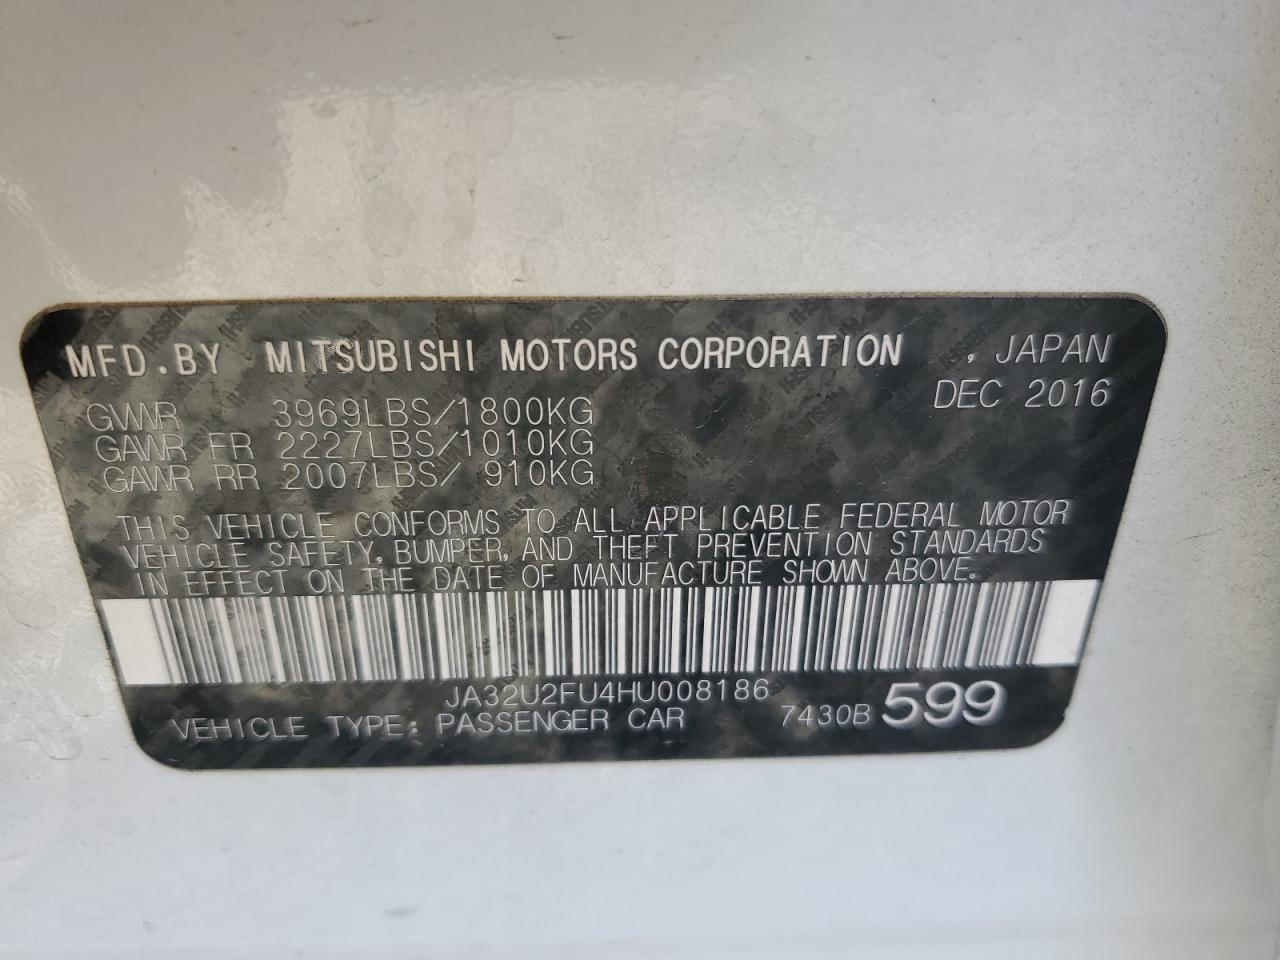 MFD.BY MITSUBISHI MOTORS CORPORATION , JAPAN
DEC 2016
GVWR 3969LBS/1800KG
GAWR FR 2227LBS/1010KG
GAWR RR 2007LBS/ 910KG
THIS VEHICLE CONFORMS TO ALL APPLICABLE FEDERAL MOTOR
VEHICLE SAFETY, BUMPER, AND THEFT PREVENTION STANDARDS
IN EFFECT ON THE DATE OF MANUFACTURE SHOWN ABOVE.
JA32U2FU4HU008186
VEHICLE TYPE: PASSENGER CAR 7430B 599